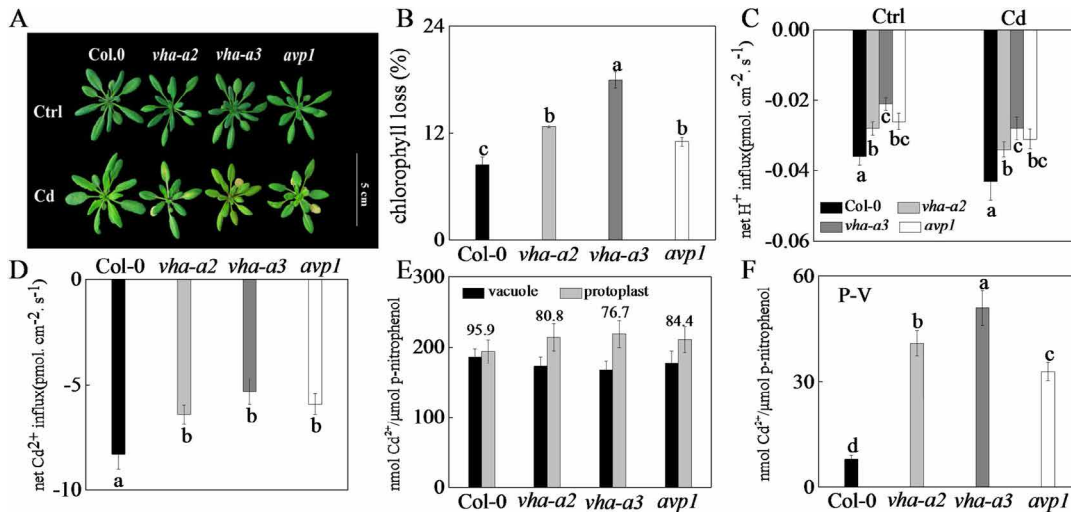 A
Col.0 vha-a2 vha-a3 avp1
Ctrl
Cd
5 cm
B
chlorophyll loss (%)
24
18
12
6
0
c
b
a
b
Col-0 vha-a2 vha-a3 avp1
C
Ctrl Cd
net H⁺ influx(pmol. cm⁻². s⁻¹)
0.00
-0.02
-0.04
-0.06
a
b
c
bc
a
b
c
bc
Col-0 vha-a2
vha-a3 avp1
D
Col-0 vha-a2 vha-a3 avp1
net Cd²⁺ influx(pmol. cm⁻². s⁻¹)
0
-5
-10
a
b
b
b
E
nmol Cd²⁺/μmol p-nitrophenol
300
200
100
0
vacuole protoplast
95.9 80.8 76.7 84.4
Col-0 vha-a2 vha-a3 avp1
F
P-V
nmol Cd²⁺/μmol p-nitrophenol
60
30
0
d
b
a
c
Col-0 vha-a2 vha-a3 avp1